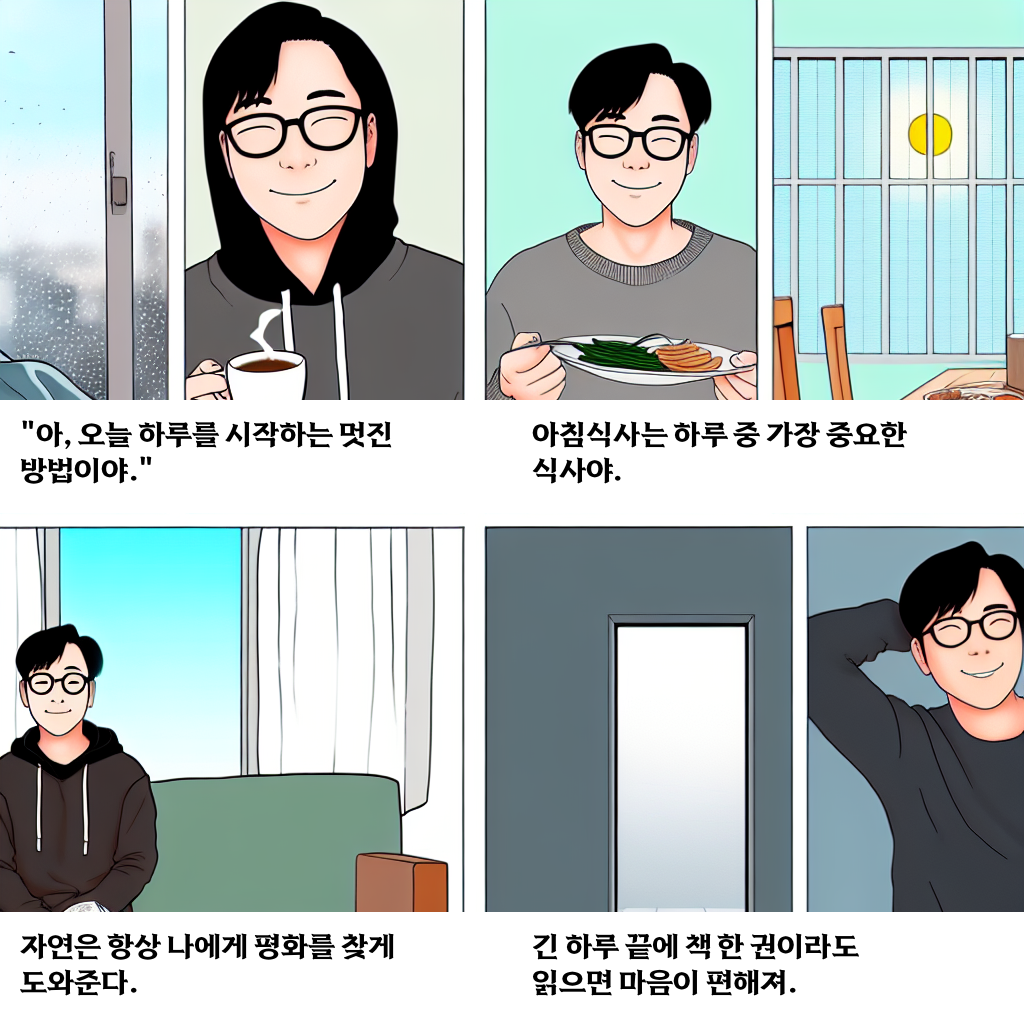 "아, 오늘 하루를 시작하는 멋진
방법이야."
아침식사는 하루 중 가장 중요한
식사야.
자연은 항상 나에게 평화를 찾게
도와준다.
긴 하루 끝에 책 한 권이라도
읽으면 마음이 편해져.